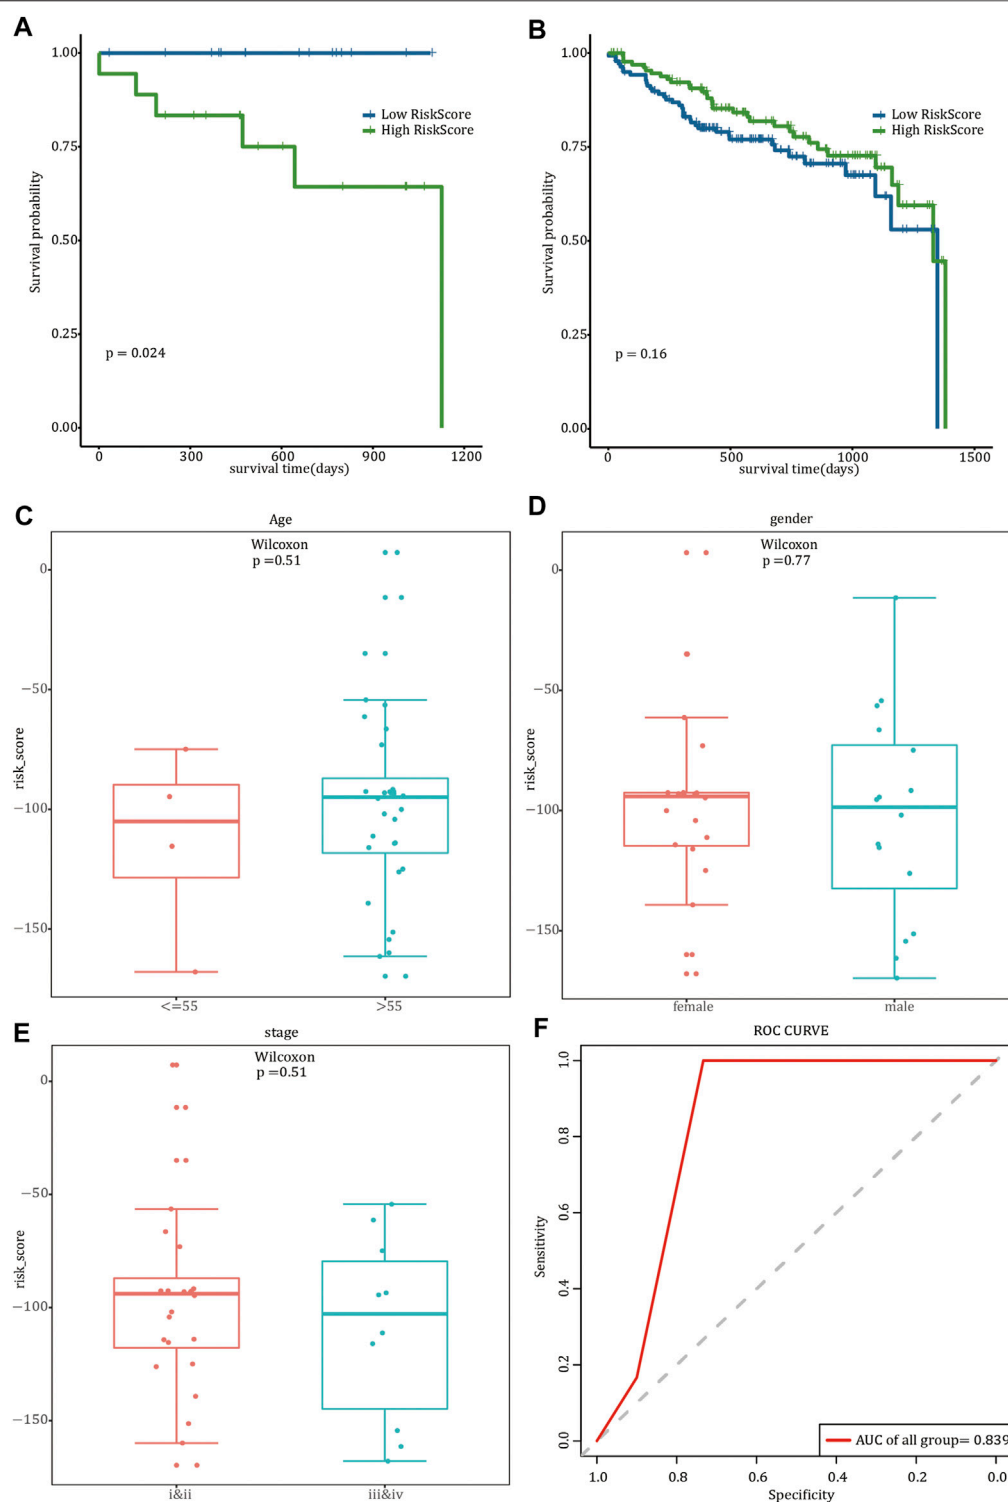 A
1.00
0.75
0.50
0.25
0.00
Survival probability
Low RiskScore
High RiskScore
p = 0.024
0 300 600 900 1200
survival time(days)
B
1.00
0.75
0.50
0.25
0.00
Survival probability
Low RiskScore
High RiskScore
p = 0.16
0 500 1000 1500
survival time(days)
C
Age
Wilcoxon
p =0.51
0
−50
−100
−150
risk_score
<=55 >55
D
gender
Wilcoxon
p =0.77
0
−50
−100
−150
risk_score
female male
E
stage
Wilcoxon
p =0.51
0
−50
−100
−150
risk_score
i&ii iii&iv
F
ROC CURVE
1.0
0.8
0.6
0.4
0.2
0.0
Sensitivity
AUC of all group= 0.839
1.0 0.8 0.6 0.4 0.2 0.0
Specificity